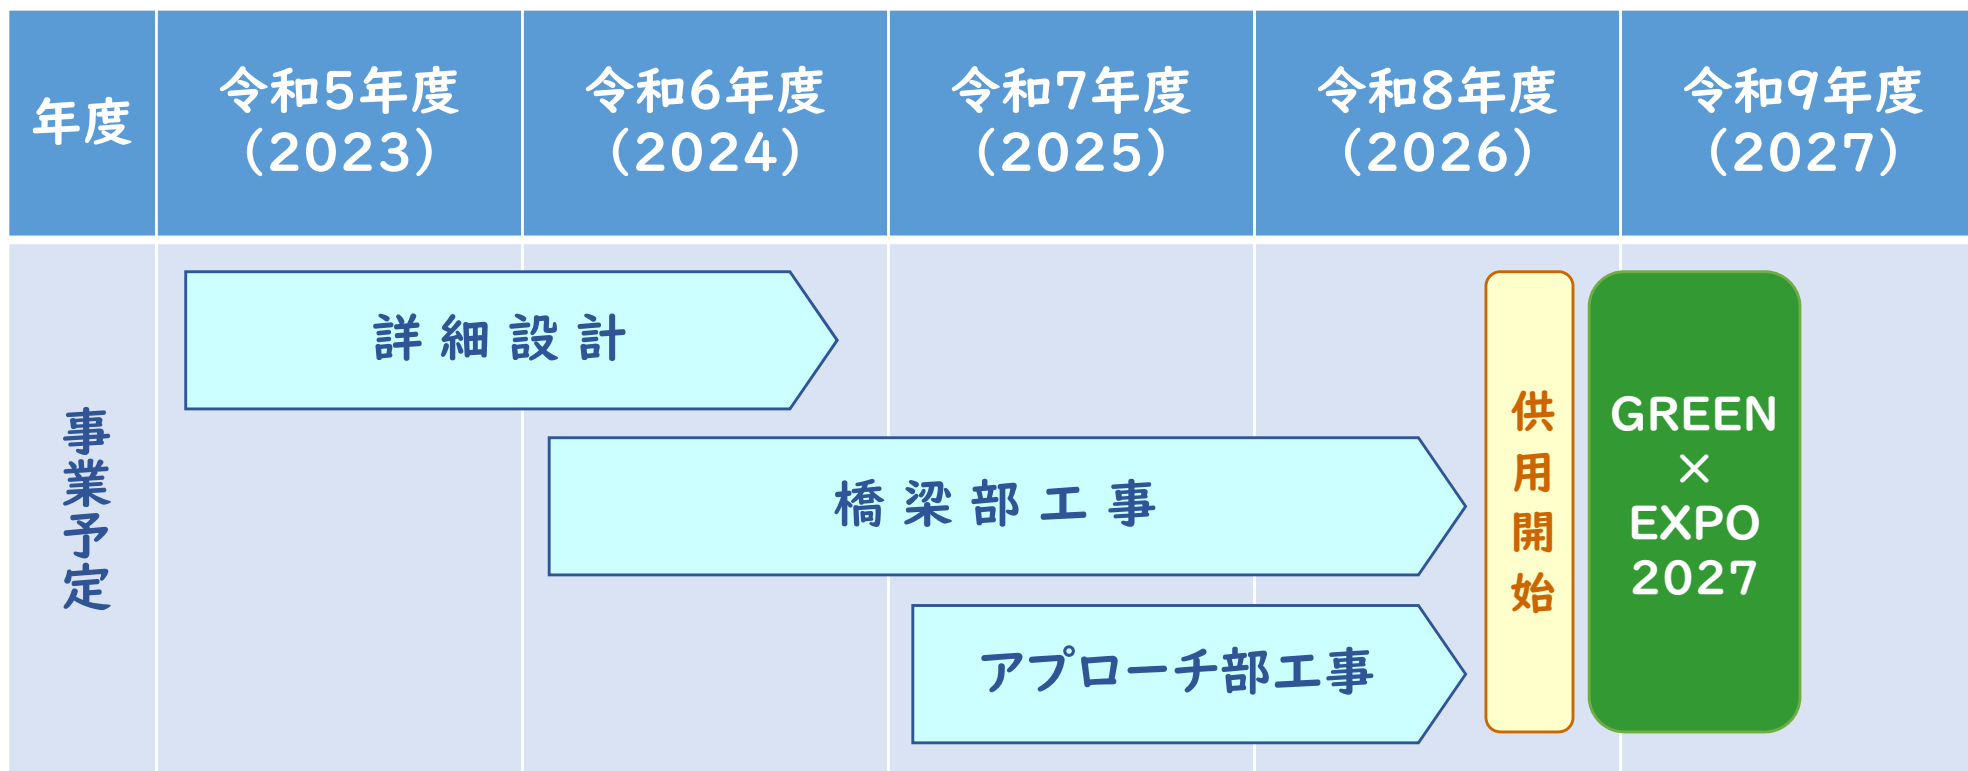 年度
令和5年度
（2023）
令和6年度
（2024）
令和7年度
（2025）
令和8年度
（2026）
令和9年度
（2027）
事業予定
詳細設計
橋梁部工事
アプローチ部工事
供用開始
GREEN
×
EXPO
2027